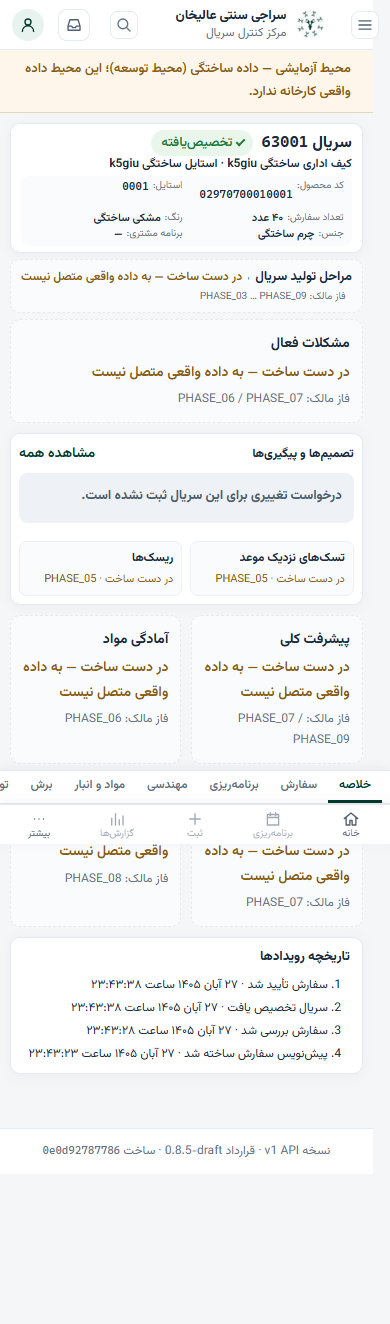 سراجی سنتی عالیخان
مرکز کنترل سریال
محیط آزمایشی — داده ساختگی (محیط توسعه)؛ این محیط داده
واقعی کارخانه ندارد.
سریال 63001 ✔ تخصیص‌یافته
کیف اداری ساختگی k5giu · استایل ساختگی k5giu
کد محصول: 02970700010001 استایل: 0001
تعداد سفارش: ۴۰ عدد رنگ: مشکی ساختگی
جنس: چرم ساختگی برنامه مشتری: —
مراحل تولید سریال · در دست ساخت — به داده واقعی متصل نیست
فاز مالک: PHASE_03 … PHASE_09
مشکلات فعال
در دست ساخت — به داده واقعی متصل نیست
فاز مالک: PHASE_06 / PHASE_07
تصمیم‌ها و پیگیری‌ها مشاهده همه
درخواست تغییری برای این سریال ثبت نشده است.
تسک‌های نزدیک موعد ریسک‌ها
در دست ساخت · PHASE_05 در دست ساخت · PHASE_05
پیشرفت کلی آمادگی مواد
در دست ساخت — به داده در دست ساخت — به داده
واقعی متصل نیست واقعی متصل نیست
فاز مالک: PHASE_07 / فاز مالک: PHASE_06
PHASE_09
خلاصه سفارش برنامه‌ریزی مهندسی مواد و انبار برش تو
خانه برنامه‌ریزی ثبت گزارش‌ها بیشتر
در دست ساخت — به داده واقعی متصل نیست
واقعی متصل نیست فاز مالک: PHASE_08
فاز مالک: PHASE_07
تاریخچه رویدادها
1. سفارش تأیید شد · ۲۷ آبان ۱۴۰۵ ساعت ۲۳:۴۳:۳۸
2. سریال تخصیص یافت · ۲۷ آبان ۱۴۰۵ ساعت ۲۳:۴۳:۳۸
3. سفارش بررسی شد · ۲۷ آبان ۱۴۰۵ ساعت ۲۳:۴۳:۲۸
4. پیش‌نویس سفارش ساخته شد · ۲۷ آبان ۱۴۰۵ ساعت ۲۳:۴۳:۲۳
نسخه API v1 · قرارداد 0.8.5-draft · ساخت 0e0d92787786